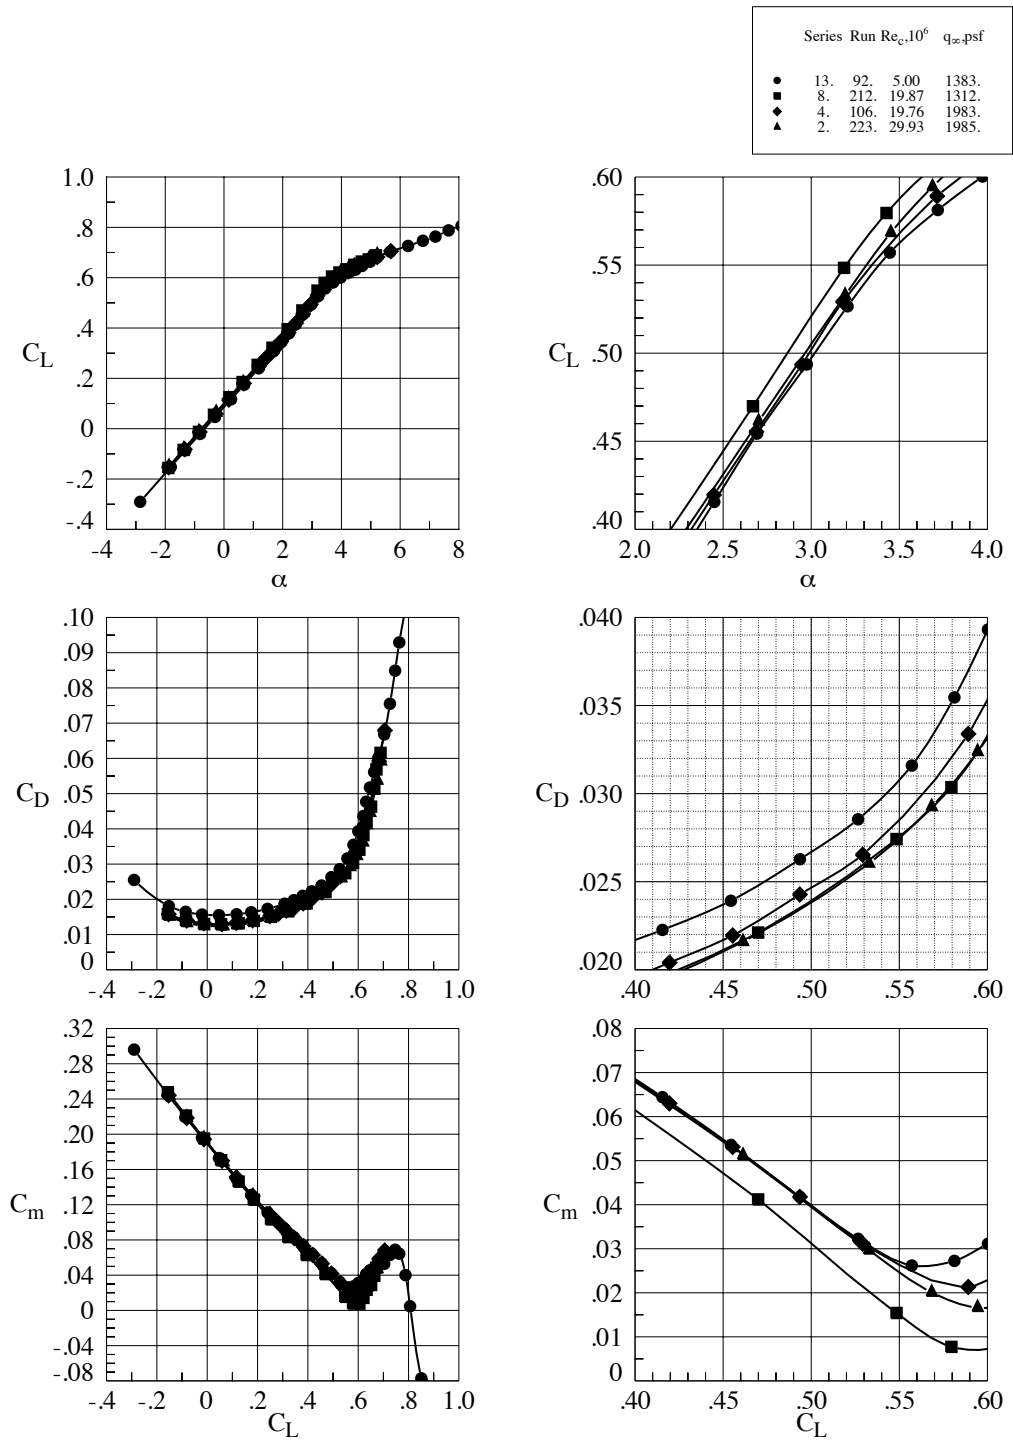 Series Run Re_c,10^6 q_∞,psf
13. 92. 5.00 1383.
8. 212. 19.87 1312.
4. 106. 19.76 1983.
2. 223. 29.93 1985.
1.0
.8
.6
.4
.2
0
-.2
-.4
C_L
-4 -2 0 2 4 6 8
α
.60
.55
.50
.45
.40
C_L
2.0 2.5 3.0 3.5 4.0
α
.10
.09
.08
.07
.06
.05
.04
.03
.02
.01
0
C_D
-.4 -.2 0 .2 .4 .6 .8 1.0
.040
.035
.030
.025
.020
C_D
.40 .45 .50 .55 .60
.32
.28
.24
.20
.16
.12
.08
.04
0
-.04
-.08
C_m
-.4 -.2 0 .2 .4 .6 .8 1.0
C_L
.08
.07
.06
.05
.04
.03
.02
.01
0
C_m
.40 .45 .50 .55 .60
C_L